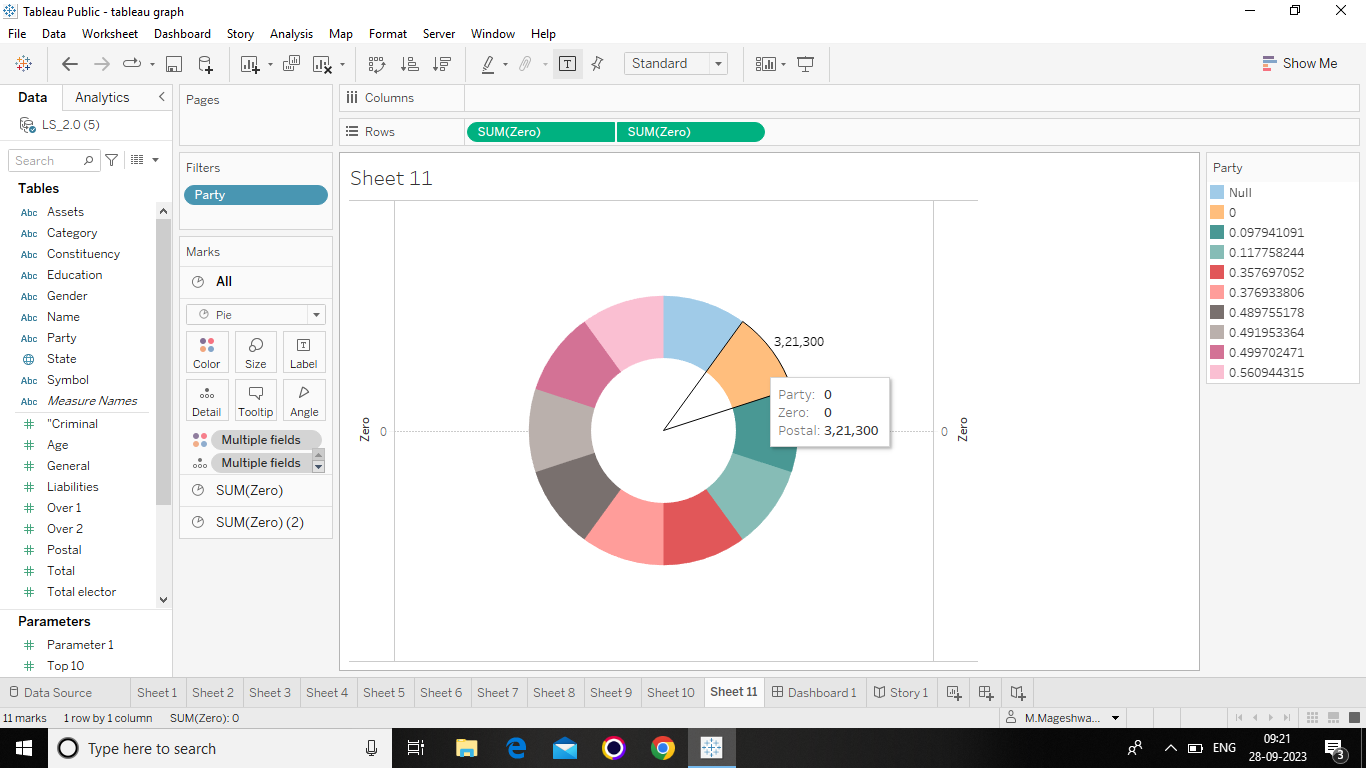 Tableau Public - tableau graph
File Data Worksheet Dashboard Story Analysis Map Format Server Window Help
Standard
Show Me
Data Analytics
LS_2.0 (5)
Search
Tables
Abc Assets
Abc Category
Abc Constituency
Abc Education
Abc Gender
Abc Name
Abc Party
State
Abc Symbol
Abc Measure Names
# "Criminal
# Age
# General
# Liabilities
# Over 1
# Over 2
# Postal
# Total
# Total elector
Parameters
# Parameter 1
# Top 10
Pages
Filters
Party
Marks
All
Pie
Color Size Label
Detail Tooltip Angle
Multiple fields
Multiple fields
SUM(Zero)
SUM(Zero) (2)
Columns
Rows SUM(Zero) SUM(Zero)
Sheet 11
3,21,300
Party: 0
Zero: 0
Postal: 3,21,300
Zero 0
0 Zero
Party
Null
0
0.097941091
0.117758244
0.357697052
0.376933806
0.489755178
0.491953364
0.499702471
0.560944315
Data Source Sheet 1 Sheet 2 Sheet 3 Sheet 4 Sheet 5 Sheet 6 Sheet 7 Sheet 8 Sheet 9 Sheet 10 Sheet 11 Dashboard 1 Story 1
11 marks 1 row by 1 column SUM(Zero): 0 M.Mageshwa...
Type here to search ENG 09:21
28-09-2023 3